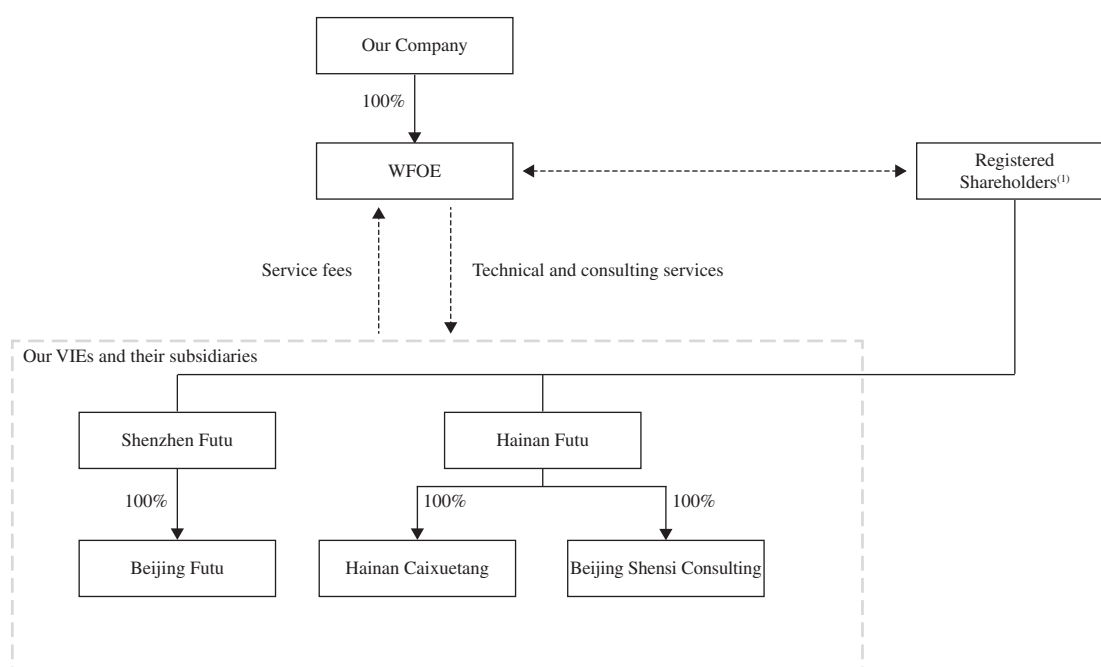 Our Company
100%
WFOE
Registered
Shareholders(1)
Service fees
Technical and consulting services
Our VIEs and their subsidiaries
Shenzhen Futu
Hainan Futu
100%
100%
100%
Beijing Futu
Hainan Caixuetang
Beijing Shensi Consulting